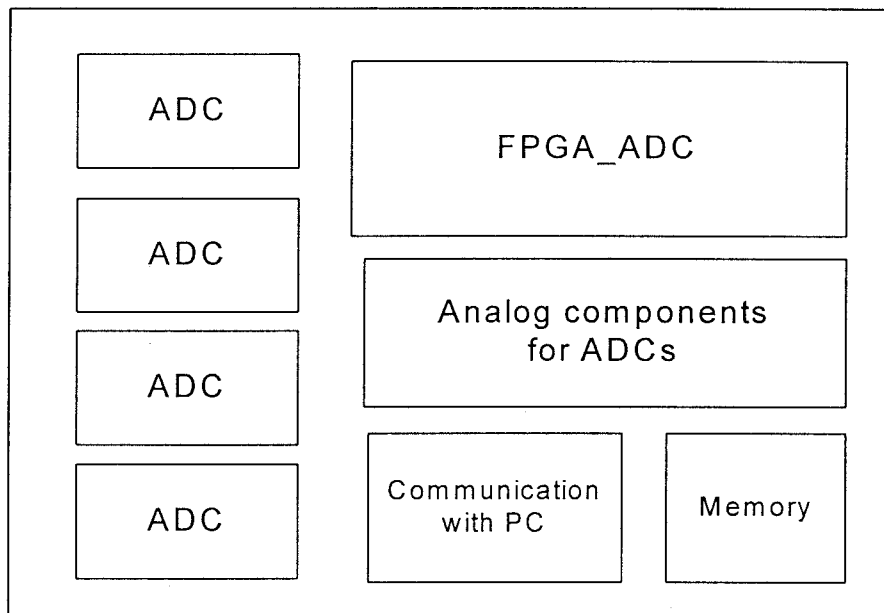 ADC
ADC
ADC
ADC
FPGA_ADC
Analog components
for ADCs
Communication
with PC
Memory